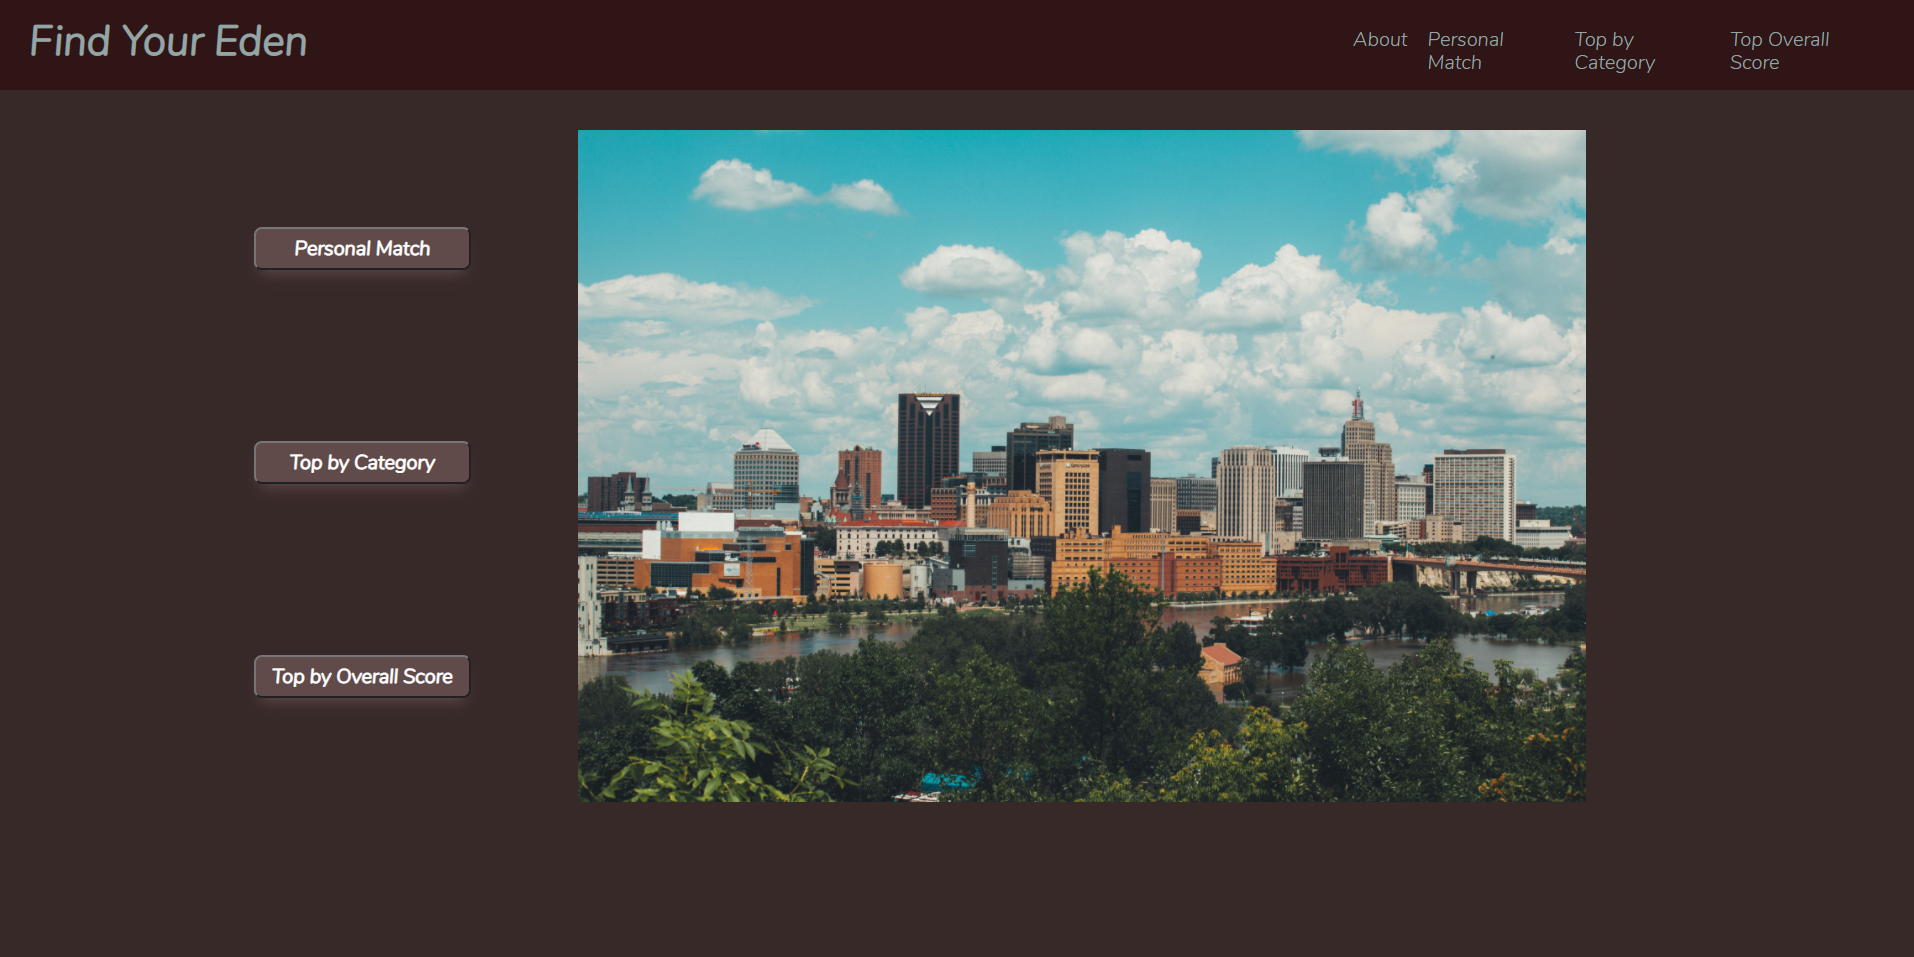 Find Your Eden
About
Personal
Match
Top by
Category
Top Overall
Score
Personal Match
Top by Category
Top by Overall Score